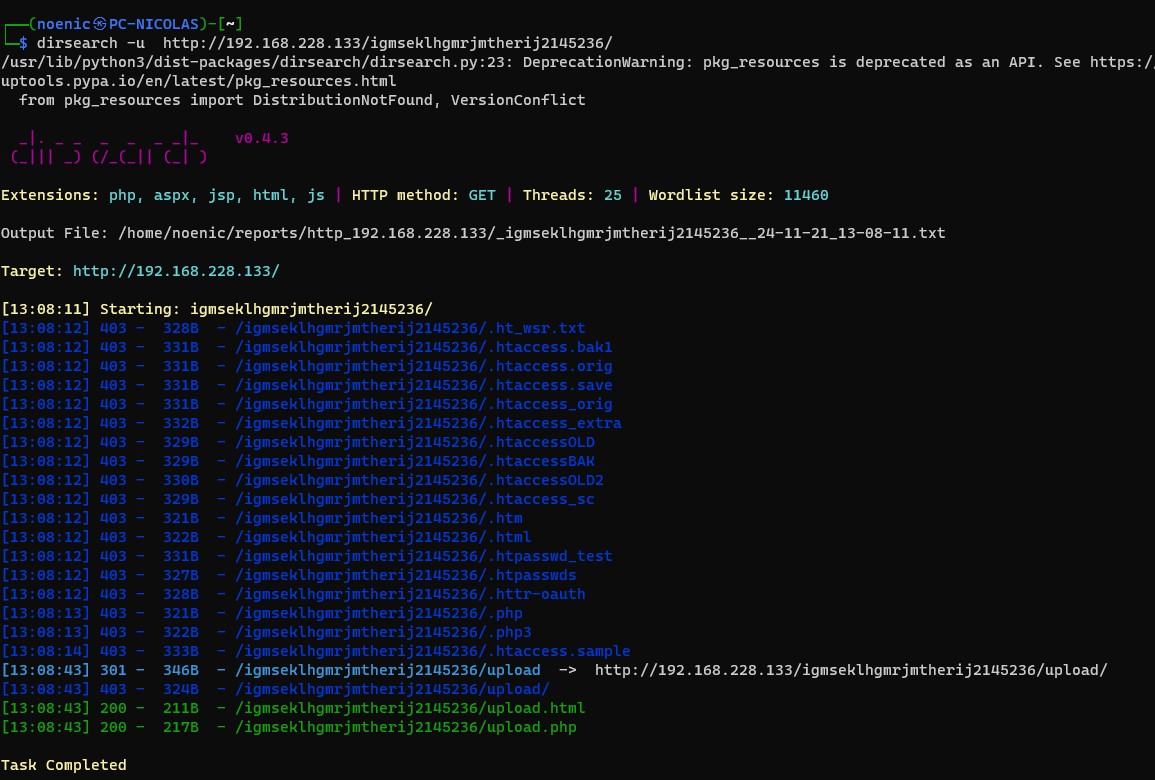 ┌──(noenic㉿PC-NICOLAS)-[~]
└─$ dirsearch -u  http://192.168.228.133/igmseklhgmrjmtherij2145236/
/usr/lib/python3/dist-packages/dirsearch/dirsearch.py:23: DeprecationWarning: pkg_resources is deprecated as an API. See https:/
uptools.pypa.io/en/latest/pkg_resources.html
  from pkg_resources import DistributionNotFound, VersionConflict
  _|. _ _  _  _  _ _|_    v0.4.3
 (_||| _) (/_(_|| (_| )
Extensions: php, aspx, jsp, html, js | HTTP method: GET | Threads: 25 | Wordlist size: 11460
Output File: /home/noenic/reports/http_192.168.228.133/_igmseklhgmrjmtherij2145236__24-11-21_13-08-11.txt
Target: http://192.168.228.133/
[13:08:11] Starting: igmseklhgmrjmtherij2145236/
[13:08:12] 403 -  328B  - /igmseklhgmrjmtherij2145236/.ht_wsr.txt
[13:08:12] 403 -  331B  - /igmseklhgmrjmtherij2145236/.htaccess.bak1
[13:08:12] 403 -  331B  - /igmseklhgmrjmtherij2145236/.htaccess.orig
[13:08:12] 403 -  331B  - /igmseklhgmrjmtherij2145236/.htaccess.save
[13:08:12] 403 -  331B  - /igmseklhgmrjmtherij2145236/.htaccess_orig
[13:08:12] 403 -  332B  - /igmseklhgmrjmtherij2145236/.htaccess_extra
[13:08:12] 403 -  329B  - /igmseklhgmrjmtherij2145236/.htaccessOLD
[13:08:12] 403 -  329B  - /igmseklhgmrjmtherij2145236/.htaccessBAK
[13:08:12] 403 -  330B  - /igmseklhgmrjmtherij2145236/.htaccessOLD2
[13:08:12] 403 -  329B  - /igmseklhgmrjmtherij2145236/.htaccess_sc
[13:08:12] 403 -  321B  - /igmseklhgmrjmtherij2145236/.htm
[13:08:12] 403 -  322B  - /igmseklhgmrjmtherij2145236/.html
[13:08:12] 403 -  331B  - /igmseklhgmrjmtherij2145236/.htpasswd_test
[13:08:12] 403 -  327B  - /igmseklhgmrjmtherij2145236/.htpasswds
[13:08:12] 403 -  328B  - /igmseklhgmrjmtherij2145236/.httr-oauth
[13:08:13] 403 -  321B  - /igmseklhgmrjmtherij2145236/.php
[13:08:13] 403 -  322B  - /igmseklhgmrjmtherij2145236/.php3
[13:08:14] 403 -  333B  - /igmseklhgmrjmtherij2145236/.htaccess.sample
[13:08:43] 301 -  346B  - /igmseklhgmrjmtherij2145236/upload  ->  http://192.168.228.133/igmseklhgmrjmtherij2145236/upload/
[13:08:43] 403 -  324B  - /igmseklhgmrjmtherij2145236/upload/
[13:08:43] 200 -  211B  - /igmseklhgmrjmtherij2145236/upload.html
[13:08:43] 200 -  217B  - /igmseklhgmrjmtherij2145236/upload.php
Task Completed